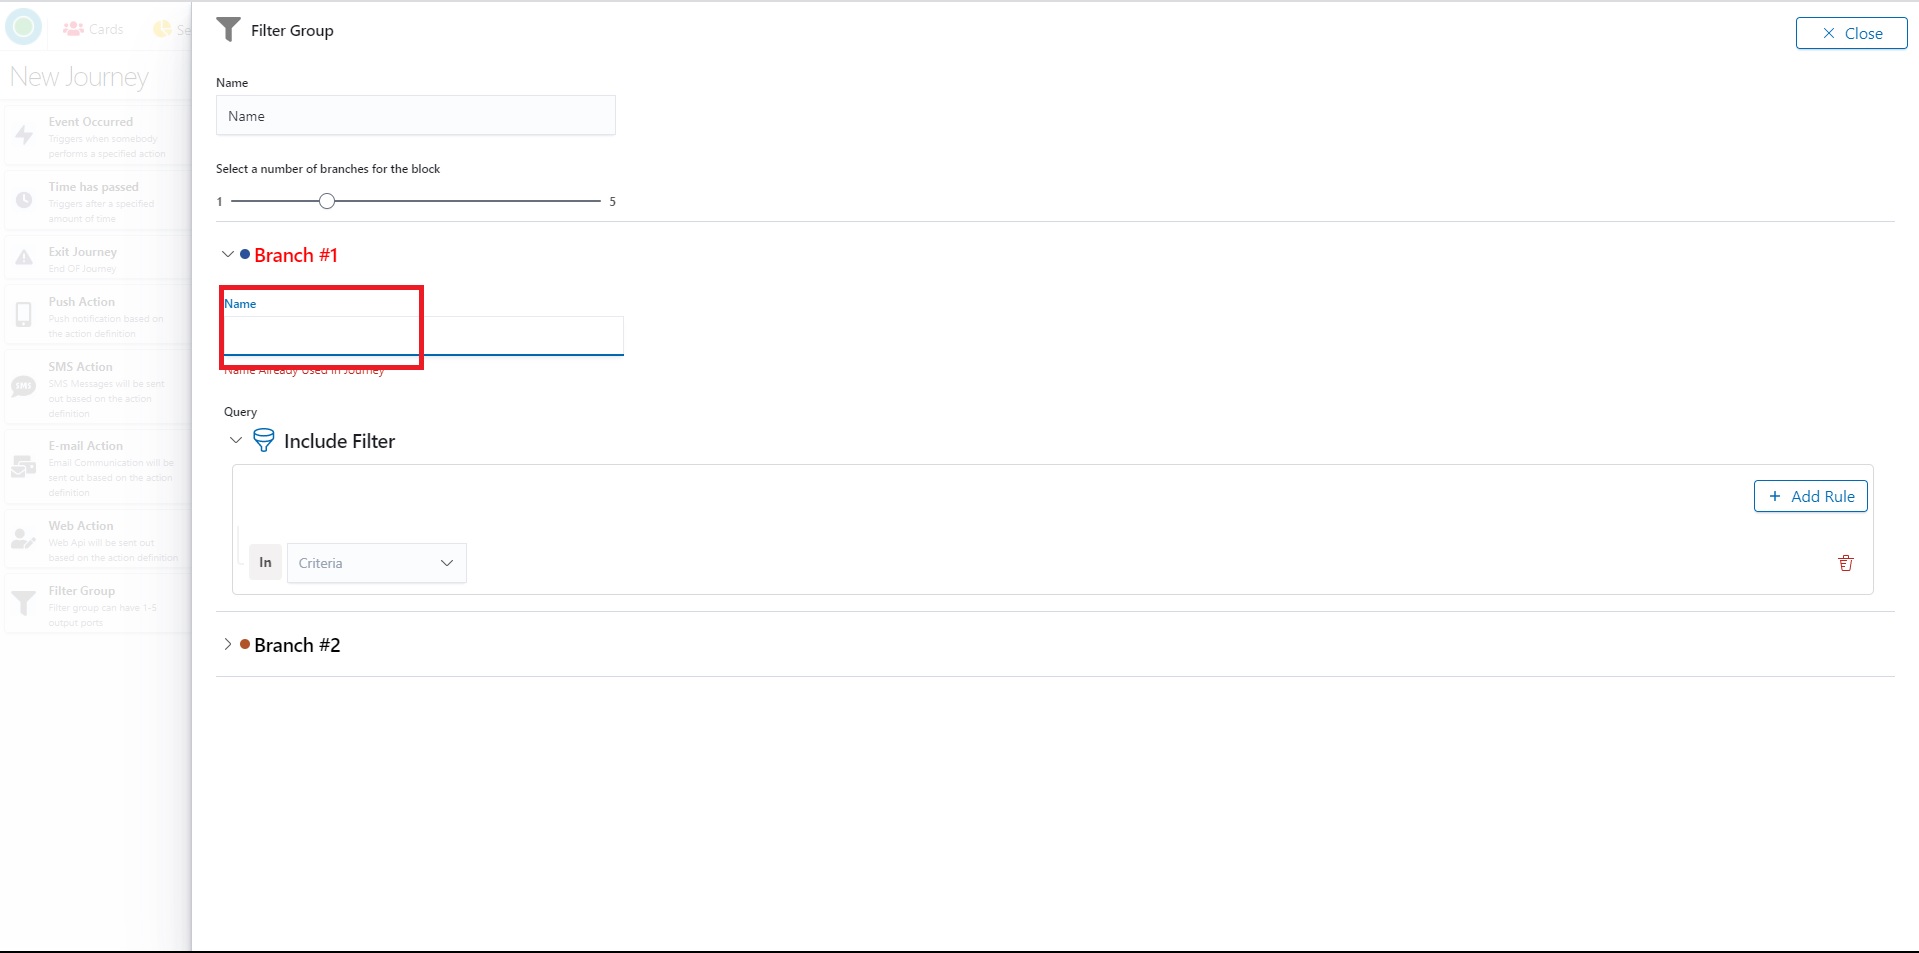 Cards
Se
Filter Group
Close
New Journey
Name
Name
Event Occurred
Triggers when somebody
performs a specified action
Select a number of branches for the block
1
5
Time has passed
Triggers after a specified
amount of time
Exit Journey
End OF Journey
Branch #1
Push Action
Push notification based on
the action definition
Name
Name Already Used in Journey
SMS Action
SMS
SMS Messages will be sent
out based on the action
definition
Query
Include Filter
E-mail Action
Email Communication will be
sent out based on the action
definition
Add Rule
Web Action
Web Api will be sent out
based on the action definition
In
Criteria
Filter Group
Filter group can have 1-5
output ports
Branch #2